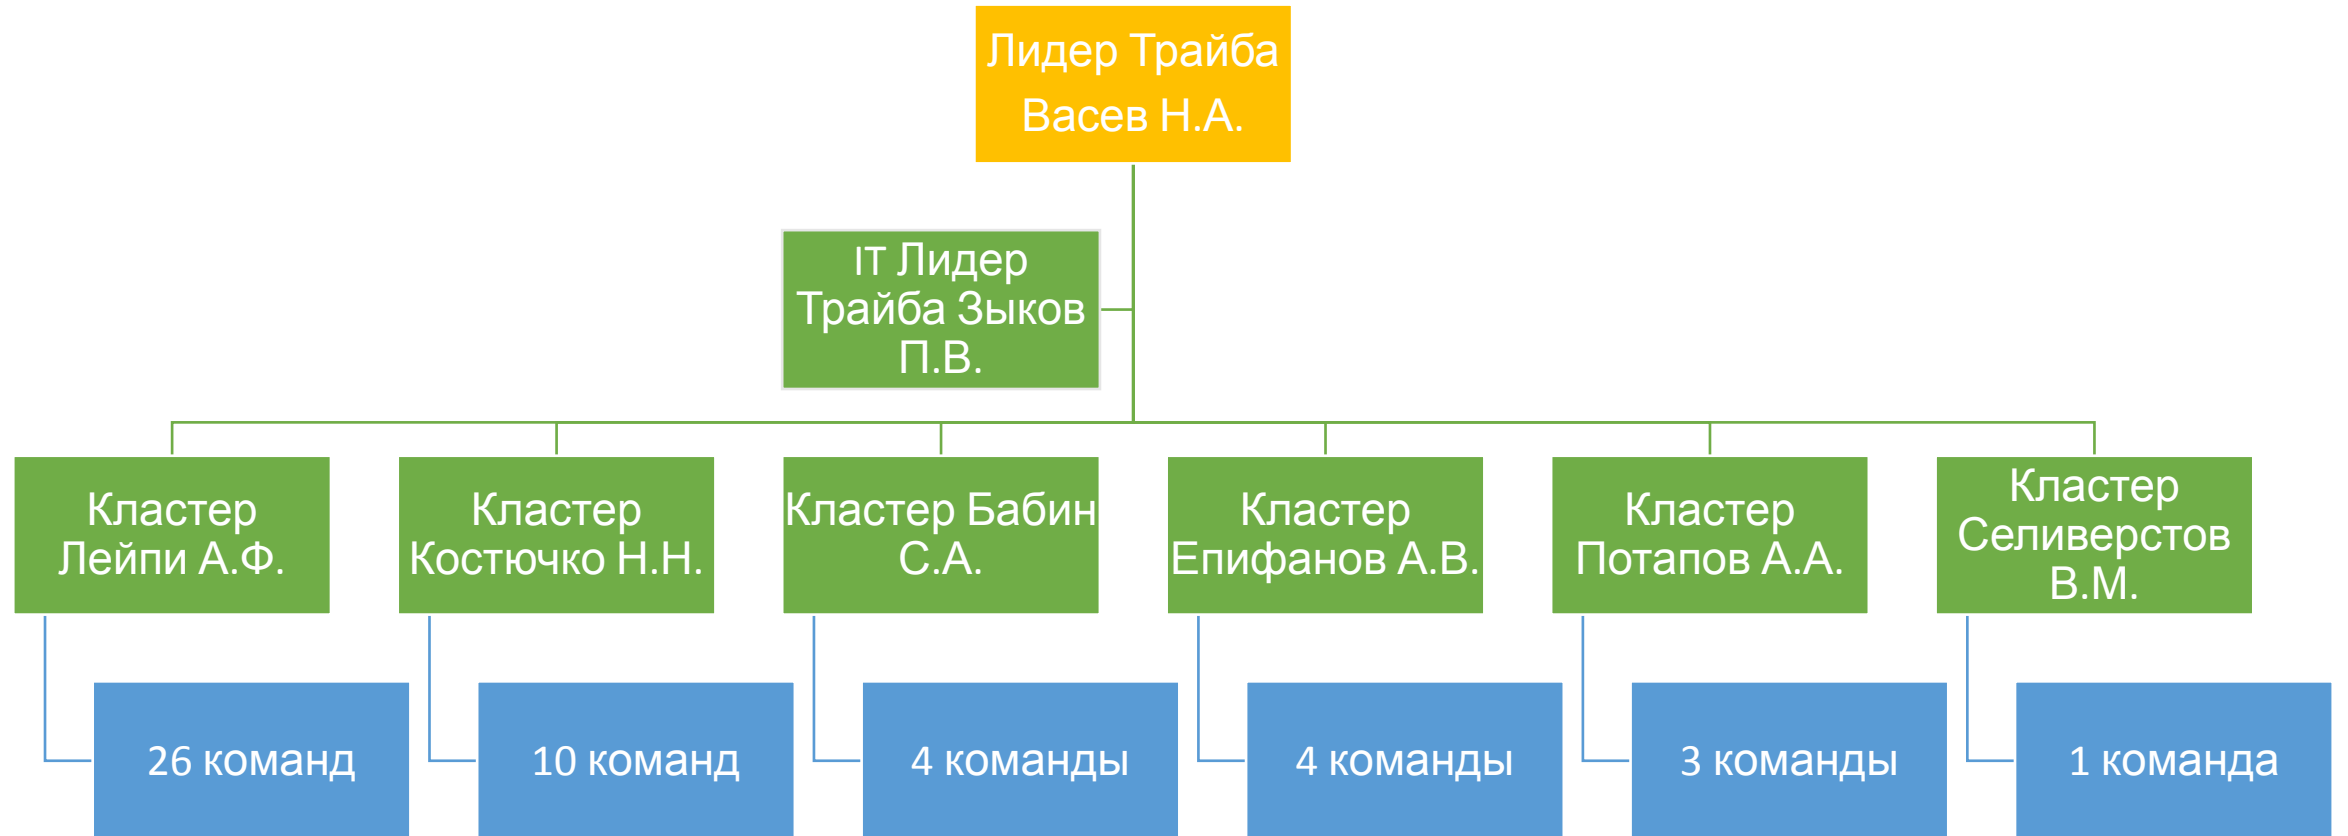 Лидер Трайба
Васев Н.А.
IT Лидер
Трайба Зыков
П.В.
Кластер
Лейпи А.Ф.
Кластер
Костючко Н.Н.
Кластер Бабин
С.А.
Кластер
Епифанов А.В.
Кластер
Потапов А.А.
Кластер
Селиверстов
В.М.
26 команд
10 команд
4 команды
4 команды
3 команды
1 команда